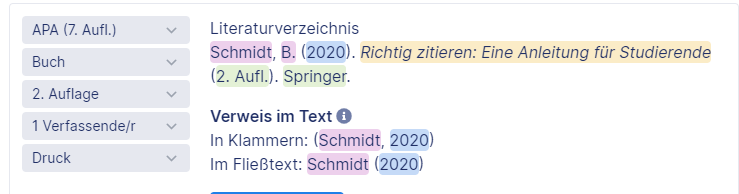 APA (7. Aufl.)
Buch
2. Auflage
1 Verfassende/r
Druck
Literaturverzeichnis
Schmidt, B. (2020). Richtig zitieren: Eine Anleitung für Studierende
(2. Aufl.). Springer.
Verweis im Text
In Klammern: (Schmidt, 2020)
Im Fließtext: Schmidt (2020)